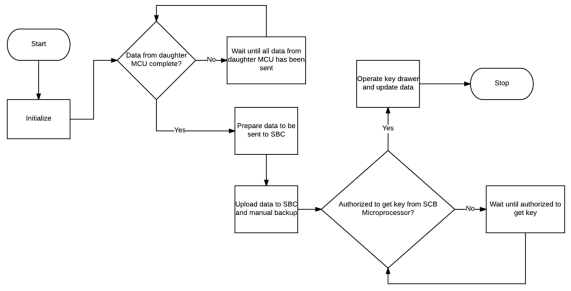 Start
Initialize
Data from daughter
MCU complete?
No
Wait until all data from
daughter MCU has been
sent
Yes
Prepare data to be
sent to SBC
Upload data to SBC
and manual backup
Authorized to get key from SCB
Microprocessor?
No
Wait until authorized to
get key
Yes
Operate key drawer
and update data
Stop